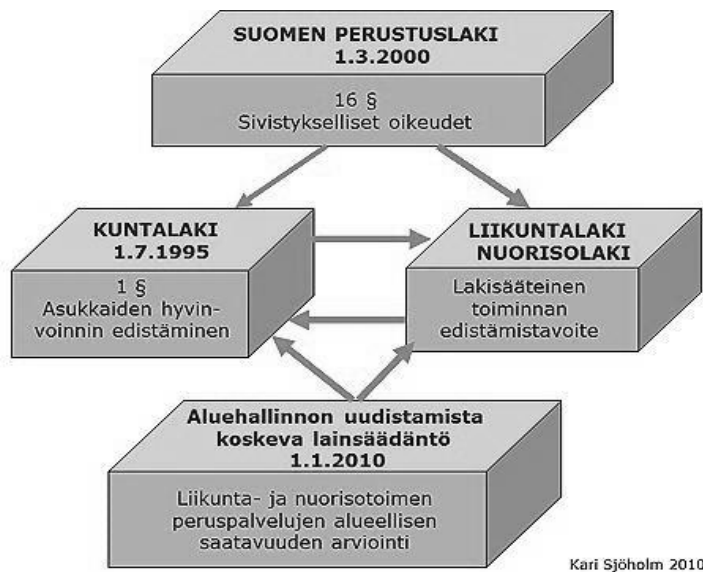 SUOMEN PERUSTUSLAKI
1.3.2000
16 §
Sivistykselliset oikeudet
KUNTALAKI
1.7.1995
1 §
Asukkaiden hyvin-
voinnin edistäminen
LIIKUNTALAKI
NUORISOLAKI
Lakisääteinen
toiminnan
edistämistavoite
Aluehallinnon uudistamista
koskeva lainsäädäntö
1.1.2010
Liikunta- ja nuorisotoimen
peruspalvelujen alueellisen
saatavuuden arviointi
Kari Sjöholm 2010